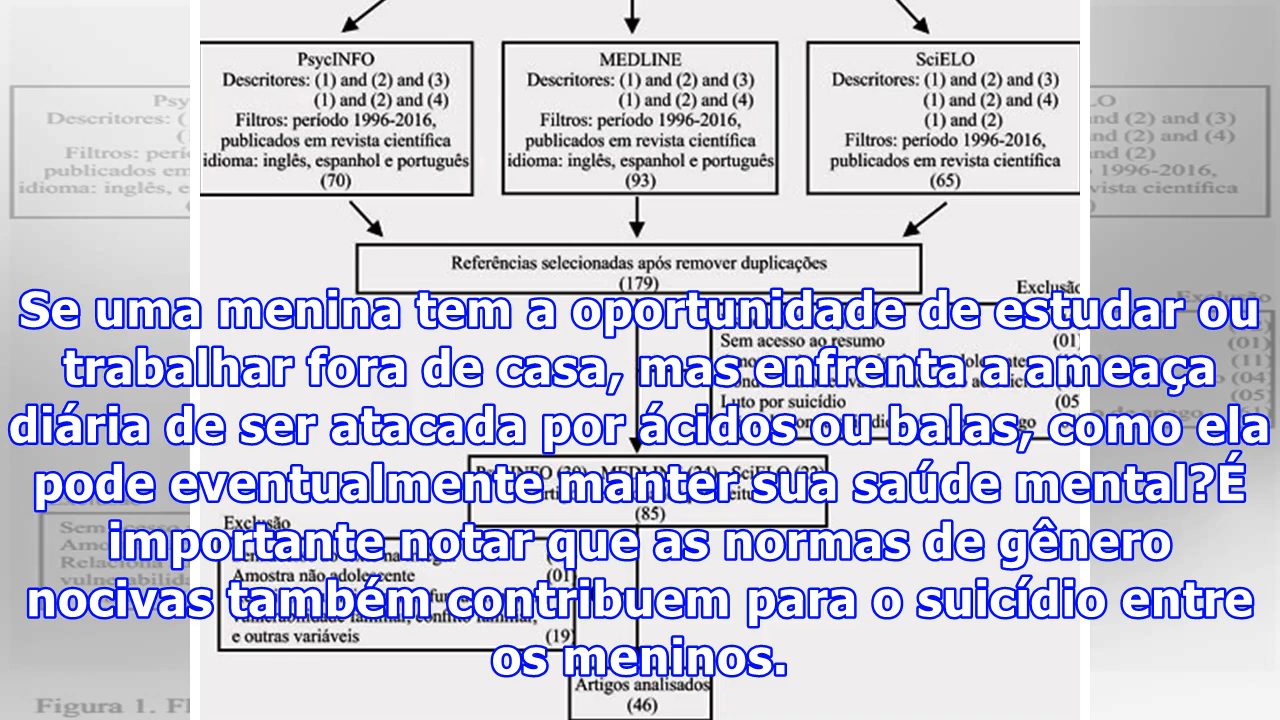 PsycINFO
Descritores: (1) and (2) and (3)
(1) and (2) and (4)
Filtros: período 1996-2016,
publicados em revista científica
idioma: inglês, espanhol e português
(70)
MEDLINE
Descritores: (1) and (2) and (3)
(1) and (2) and (4)
Filtros: período 1996-2016,
publicados em revista científica
idioma: inglês, espanhol e português
(93)
SciELO
Descritores: (1) and (2) and (3)
(1) and (2) and (4)
(1) and (2)
Filtros: período 1996-2016,
publicados em revista científica
(65)
Referências selecionadas após remover duplicações
(179)
Exclusão
Se uma menina tem a oportunidade de estudar ou
trabalhar fora de casa, mas enfrenta a ameaça
diária de ser atacada por ácidos ou balas, como ela
pode eventualmente manter sua saúde mental?É
importante notar que as normas de gênero
nocivas também contribuem para o suicídio entre
os meninos.
Sem acesso ao resumo (01)
Luto por suicídio (05
(85)
Exclusão
Amostra não adolescente (01)
e outras variáveis (19)
Artigos analisados
(46)
Figura 1.